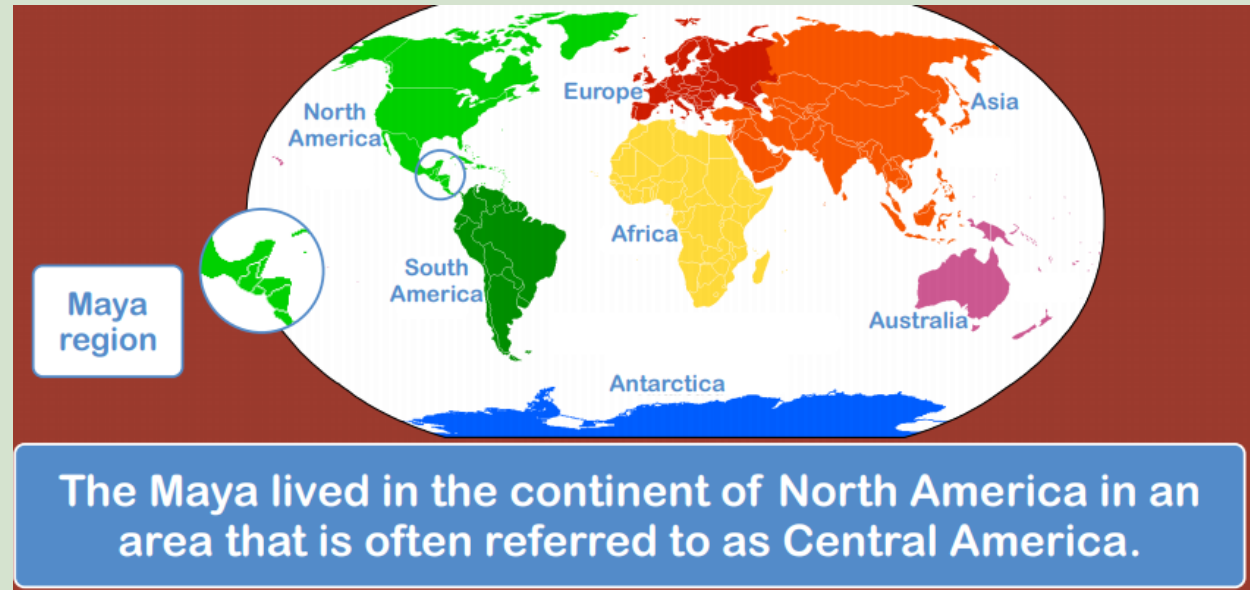 North
America
Europe
Asia
Africa
South
America
Maya
region
Australia
Antarctica
The Maya lived in the continent of North America in an
area that is often referred to as Central America.